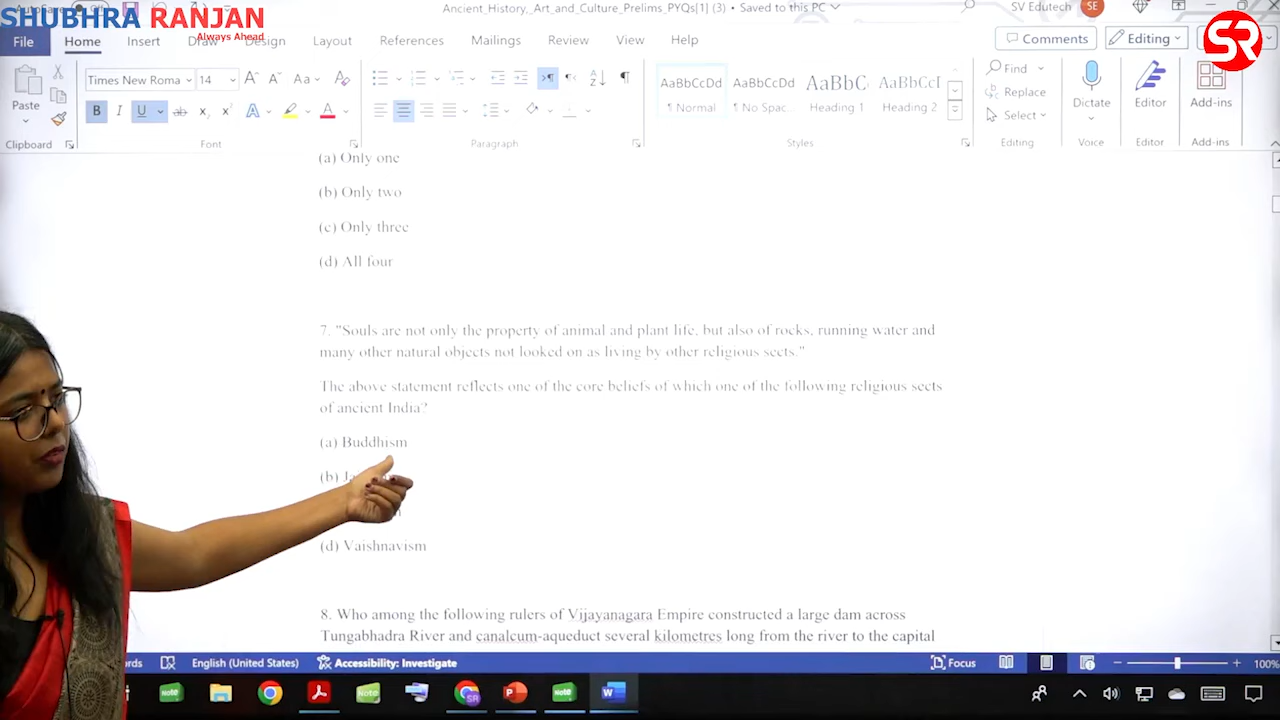 SHUBHRA RANJAN
Always Ahead
Ancient_History,_Art_and_Culture_Prelims_PYQs[1] (3) • Saved to this PC
SV Edutech SE
SR
File Home Insert Draw Design Layout References Mailings Review View Help
Comments Editing
Times New Roma 14
Find
Replace
Select
Paste
AaBbCcDd AaBbCcDd AaBbC AaBbCcI
¶ Normal ¶ No Spac... Heading 1 Heading 2
Dictate Editor Add-ins
Clipboard Font Paragraph Styles Editing Voice Editor Add-ins
(a) Only one
(b) Only two
(c) Only three
(d) All four
7. "Souls are not only the property of animal and plant life, but also of rocks, running water and
many other natural objects not looked on as living by other religious sects."
The above statement reflects one of the core beliefs of which one of the following religious sects
of ancient India?
(a) Buddhism
(b)
(d) Vaishnavism
8. Who among the following rulers of Vijayanagara Empire constructed a large dam across
Tungabhadra River and canalcum-aqueduct several kilometres long from the river to the capital
English (United States) Accessibility: Investigate Focus 100%
Note Note Note